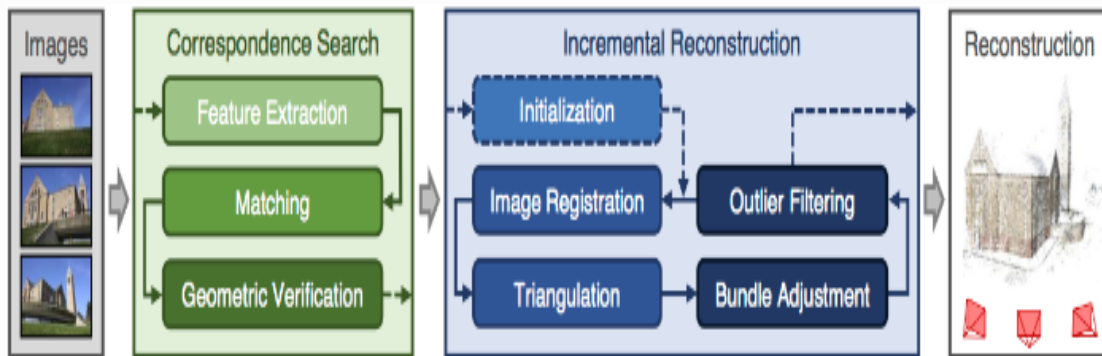 Images
Correspondence Search
Feature Extraction
Matching
Geometric Verification
Incremental Reconstruction
Initialization
Image Registration
Outlier Filtering
Triangulation
Bundle Adjustment
Reconstruction